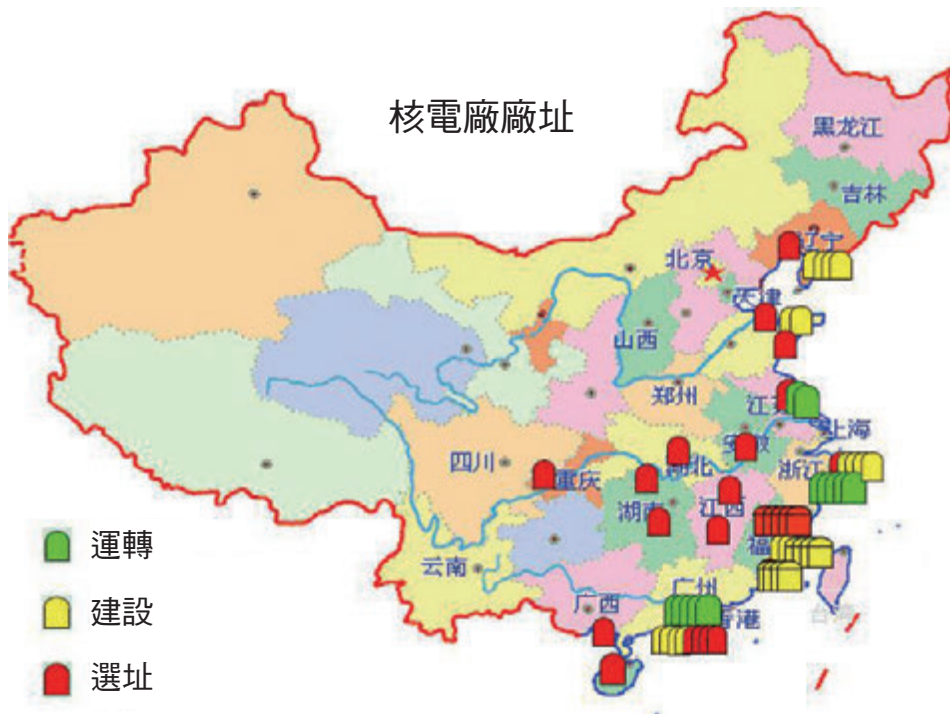 核電廠廠址
黑龙江
吉林
辽宁
北京
天津
山西
郑州
江苏
上海
安徽
四川
重庆
湖北
浙江
湖南
江西
福
云南
广西
广州
香港
台湾
運轉
建設
選址